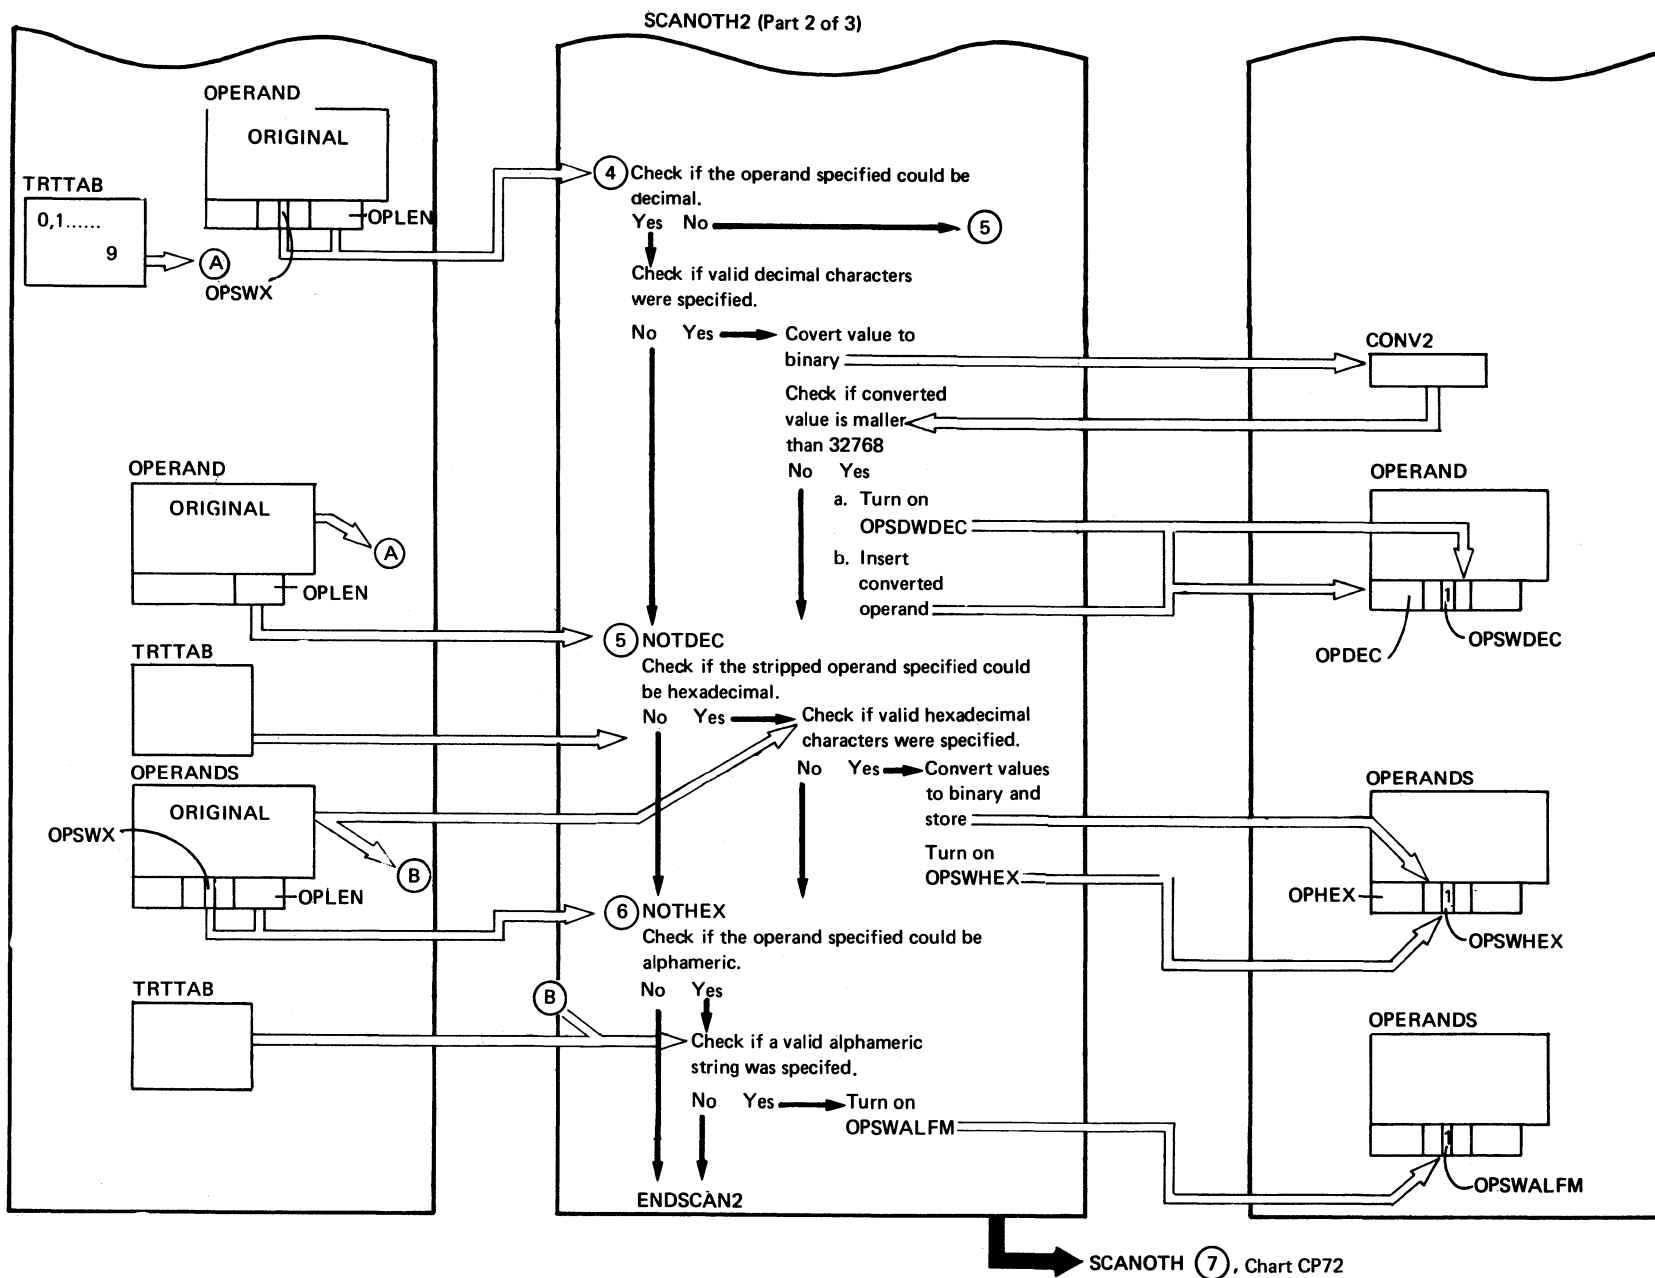 SCANOTH2 (Part 2 of 3)
OPERAND
ORIGINAL
TRTTAB
0,1......
9
A
OPLEN
OPSWX
4 Check if the operand specified could be
decimal.
Yes No
5
Check if valid decimal characters
were specified.
No Yes Covert value to
binary
CONV2
Check if converted
value is maller
than 32768
No Yes
a. Turn on
OPSDWDEC
b. Insert
converted
operand
OPERAND
1
OPSWDEC
OPDEC
OPERAND
ORIGINAL
A
OPLEN
5 NOTDEC
Check if the stripped operand specified could
be hexadecimal.
TRTTAB
No Yes Check if valid hexadecimal
characters were specified.
No Yes Convert values
to binary and
store
Turn on
OPSWHEX
OPERANDS
ORIGINAL
OPSWX
B
OPLEN
OPERANDS
OPHEX
1
OPSWHEX
6 NOTHEX
Check if the operand specified could be
alphameric.
No Yes
TRTTAB
B
Check if a valid alphameric
string was specifed.
No Yes Turn on
OPSWALFM
OPERANDS
1
OPSWALFM
ENDSCAN2
SCANOTH 7, Chart CP72